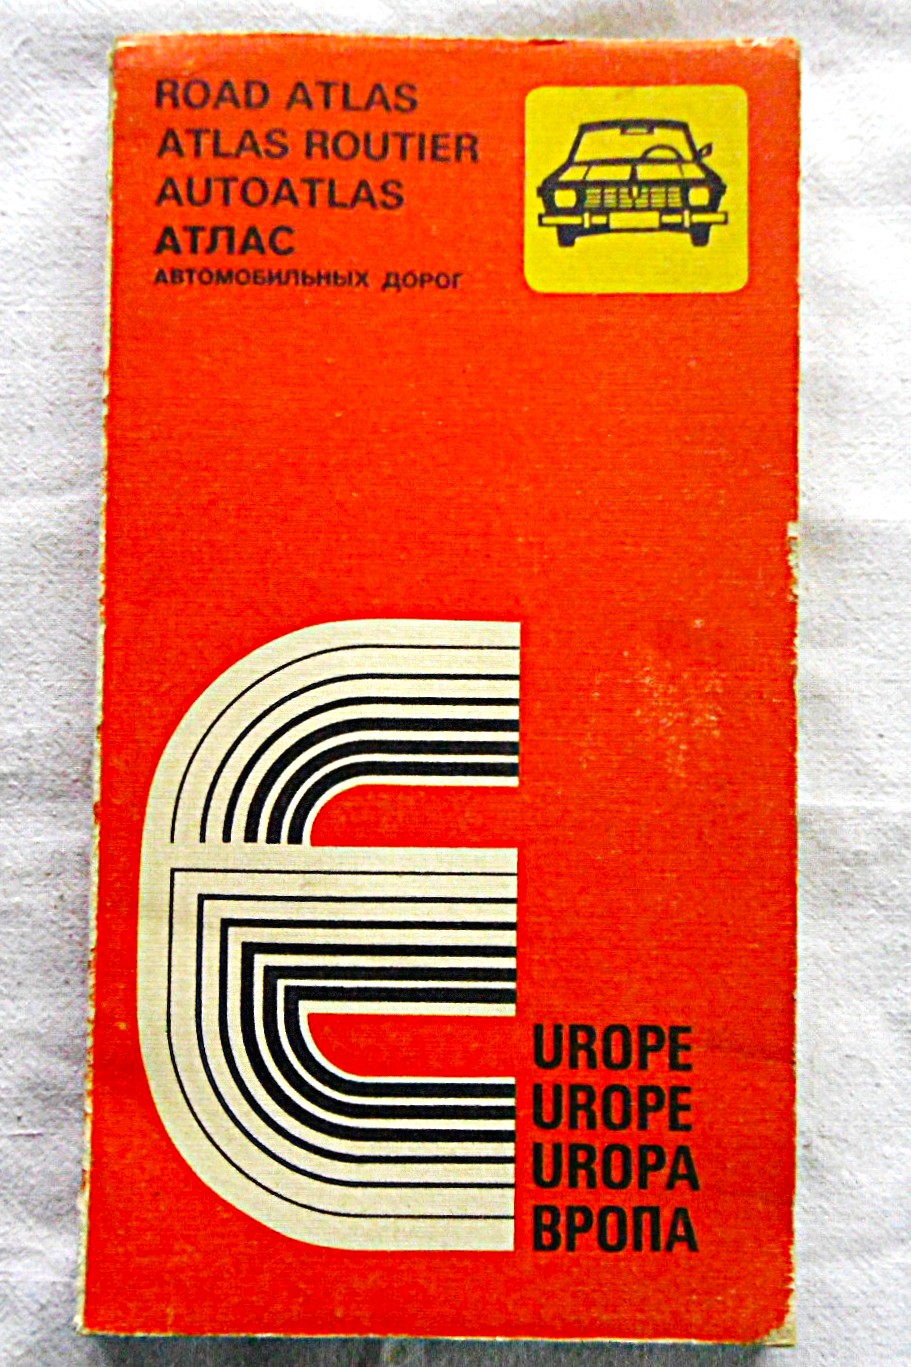 ROAD ATLAS
ATLAS ROUTIER
AUTOATLAS
АТЛАС
АВТОМОБИЛЬНЫХ ДОРОГ
E
UROPE
UROPE
UROPA
ВРОПА